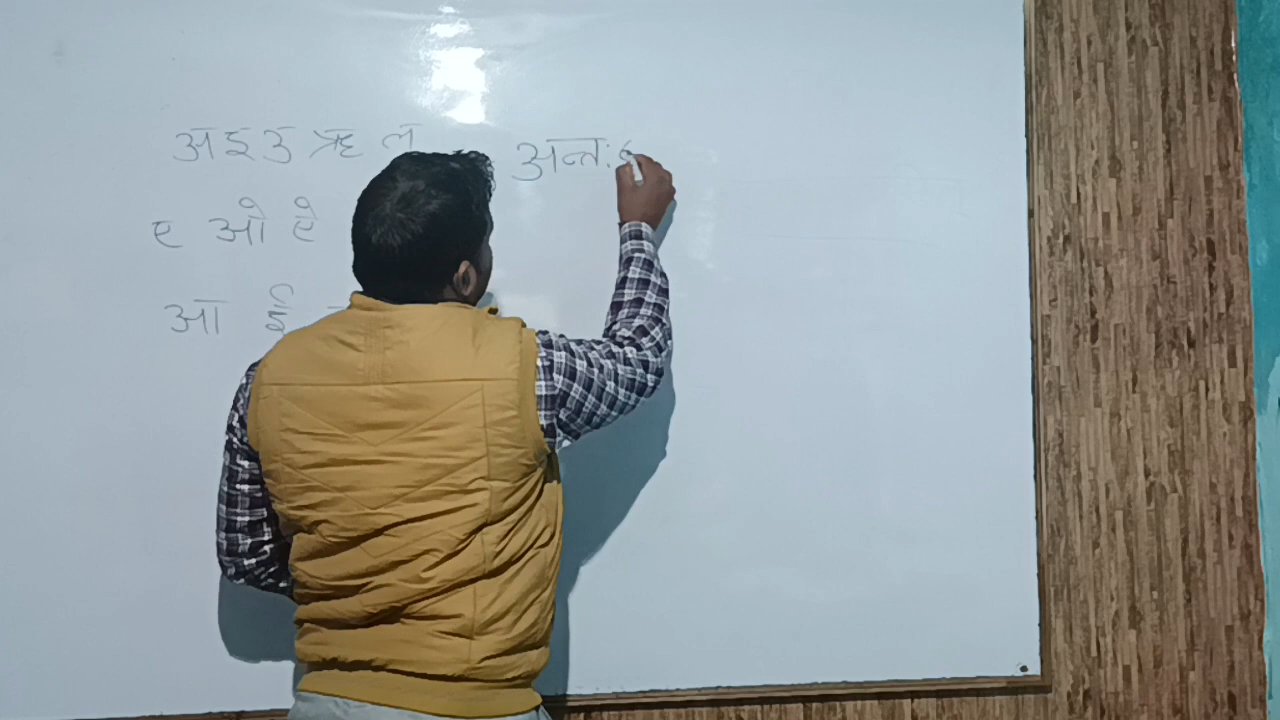 अ इ उ ऋ ल
अन्तः
ए ओ ऐ
आ ई